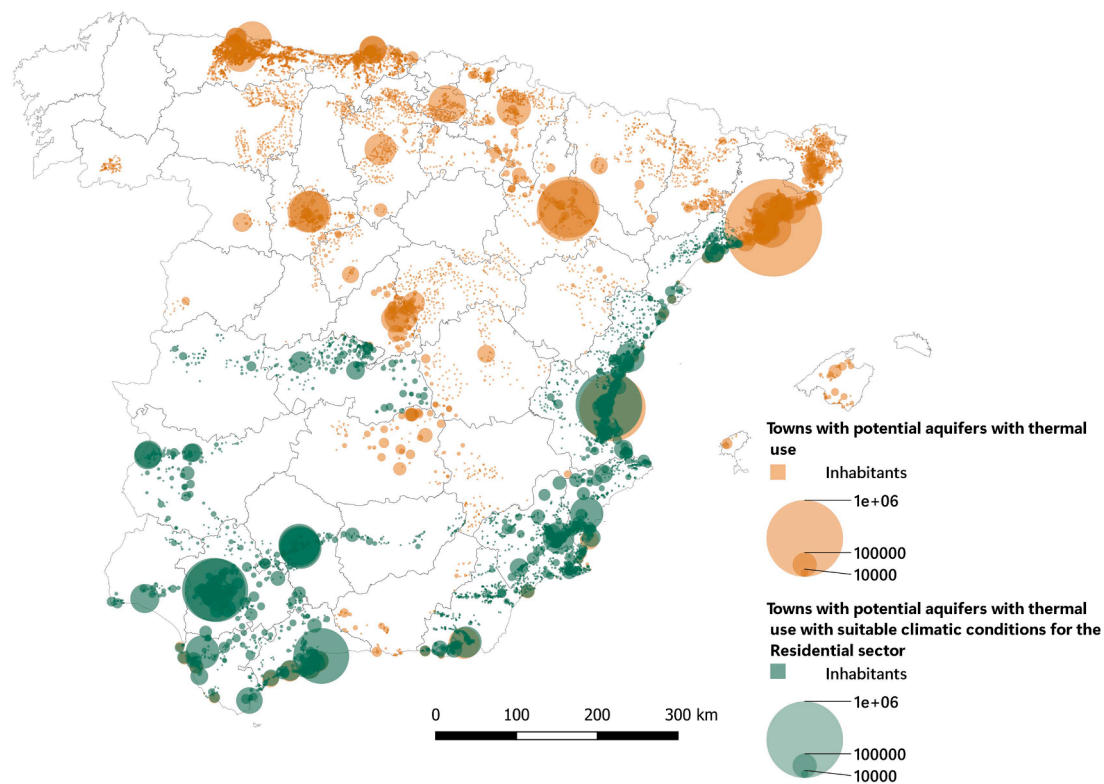 Towns with potential aquifers with thermal
use
Inhabitants
1e+06
100000
10000
Towns with potential aquifers with thermal
use with suitable climatic conditions for the
Residential sector
Inhabitants
1e+06
100000
10000
0 100 200 300 km